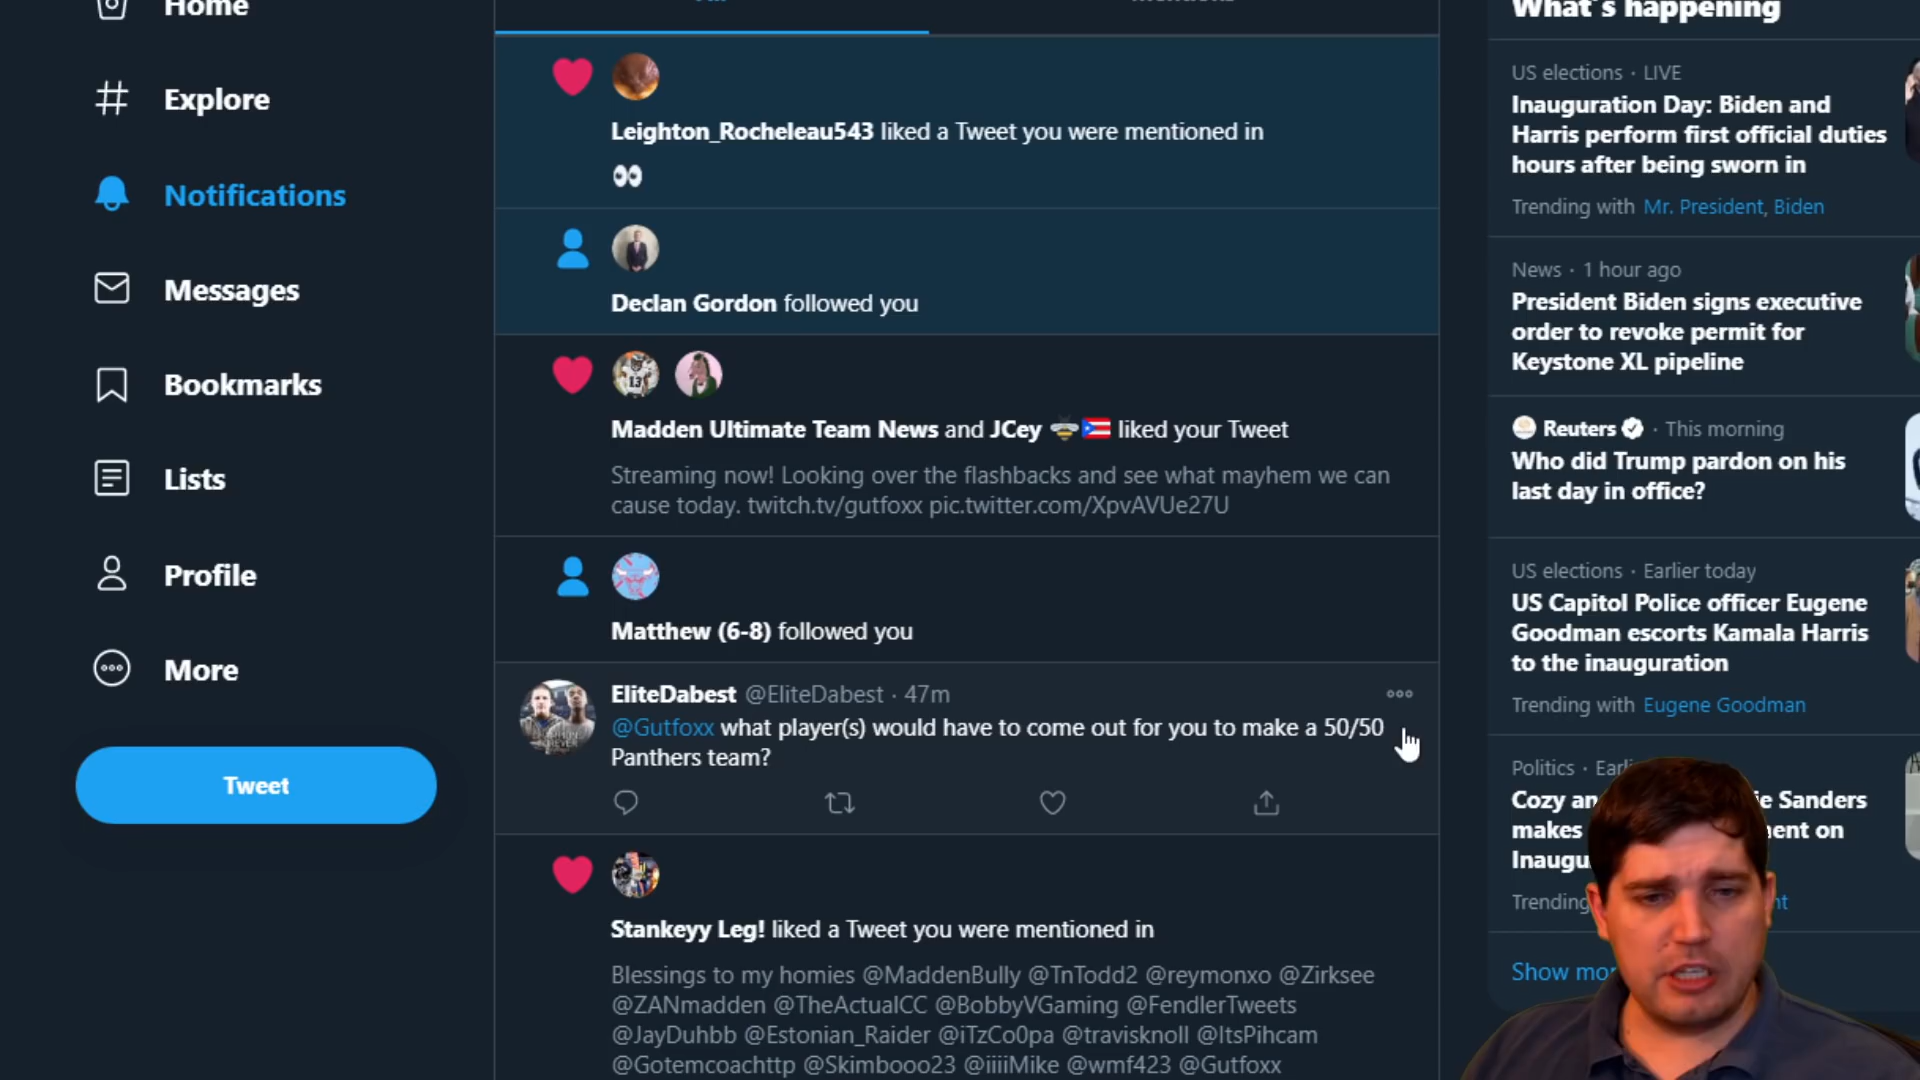 Home
Explore
Notifications
Messages
Bookmarks
Lists
Profile
More
Tweet
Leighton_Rocheleau543 liked a Tweet you were mentioned in
👀
Declan Gordon followed you
Madden Ultimate Team News and JCey 🐝🇵🇷 liked your Tweet
Streaming now! Looking over the flashbacks and see what mayhem we can
cause today. twitch.tv/gutfoxx pic.twitter.com/XpvAVUe27U
Matthew (6-8) followed you
EliteDabest @EliteDabest · 47m
@Gutfoxx what player(s) would have to come out for you to make a 50/50
Panthers team?
Stankeyy Leg! liked a Tweet you were mentioned in
Blessings to my homies @MaddenBully @TnTodd2 @reymonxo @Zirksee
@ZANmadden @TheActualCC @BobbyVGaming @FendlerTweets
@JayDuhbb @Estonian_Raider @iTzCo0pa @travisknoll @ItsPihcam
@Gotemcoachttp @Skimbooo23 @iiiiMike @wmf423 @Gutfoxx
What's happening
US elections · LIVE
Inauguration Day: Biden and
Harris perform first official duties
hours after being sworn in
Trending with Mr. President, Biden
News · 1 hour ago
President Biden signs executive
order to revoke permit for
Keystone XL pipeline
Reuters · This morning
Who did Trump pardon on his
last day in office?
US elections · Earlier today
US Capitol Police officer Eugene
Goodman escorts Kamala Harris
to the inauguration
Trending with Eugene Goodman
Politics ·
Cozy Sanders
makes on
Trending
Show